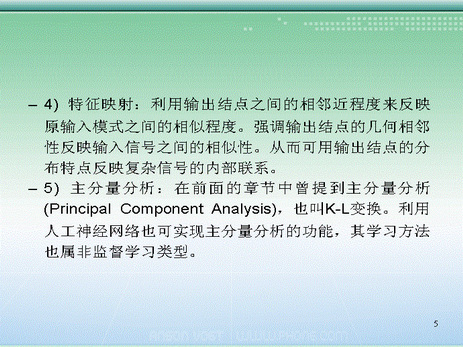 – 4) 特征映射：利用输出结点之间的相邻近程度来反映
原输入模式之间的相似程度。强调输出结点的几何相邻
性反映输入信号之间的相似性。从而可用输出结点的分
布特点反映复杂信号的内部联系。
– 5) 主分量分析：在前面的章节中曾提到主分量分析
(Principal Component Analysis)，也叫K-L变换。利用
人工神经网络也可实现主分量分析的功能，其学习方法
也属非监督学习类型。
5